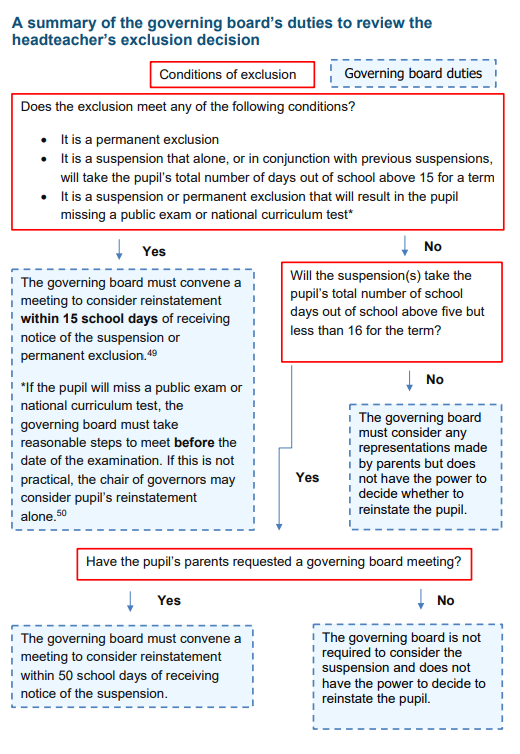 A summary of the governing board’s duties to review the
headteacher’s exclusion decision
Conditions of exclusion
Governing board duties
Does the exclusion meet any of the following conditions?
• It is a permanent exclusion
• It is a suspension that alone, or in conjunction with previous suspensions,
will take the pupil’s total number of days out of school above 15 for a term
• It is a suspension or permanent exclusion that will result in the pupil
missing a public exam or national curriculum test*
Yes
No
The governing board must convene a
meeting to consider reinstatement
within 15 school days of receiving
notice of the suspension or
permanent exclusion.49
*If the pupil will miss a public exam or
national curriculum test, the
governing board must take
reasonable steps to meet before the
date of the examination. If this is not
practical, the chair of governors may
consider pupil’s reinstatement
alone.50
Will the suspension(s) take the
pupil’s total number of school
days out of school above five but
less than 16 for the term?
No
The governing board
must consider any
representations made
by parents but does
not have the power to
decide whether to
reinstate the pupil.
Yes
Have the pupil’s parents requested a governing board meeting?
Yes
No
The governing board must convene a
meeting to consider reinstatement
within 50 school days of receiving
notice of the suspension.
The governing board is not
required to consider the
suspension and does not
have the power to decide to
reinstate the pupil.